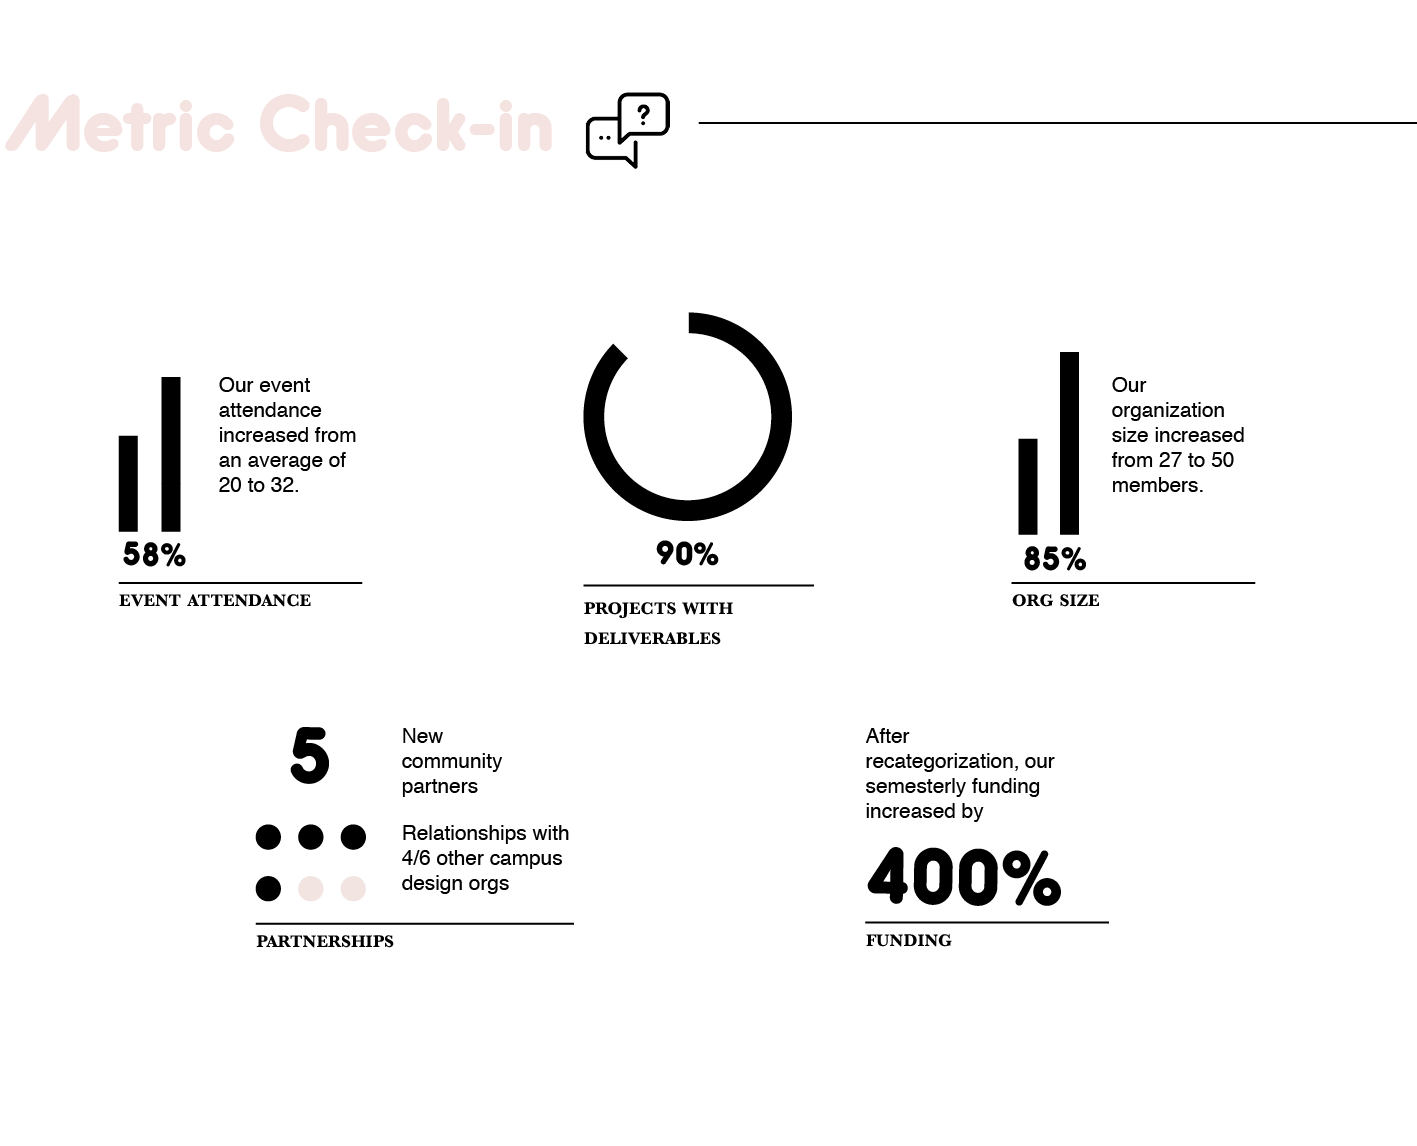 Metric Check-in
?
Our event
attendance
increased from
an average of
20 to 32.
58%
EVENT ATTENDANCE
90%
PROJECTS WITH
DELIVERABLES
Our
organization
size increased
from 27 to 50
members.
85%
ORG SIZE
5
New
community
partners
Relationships with
4/6 other campus
design orgs
PARTNERSHIPS
After
recategorization, our
semesterly funding
increased by
400%
FUNDING